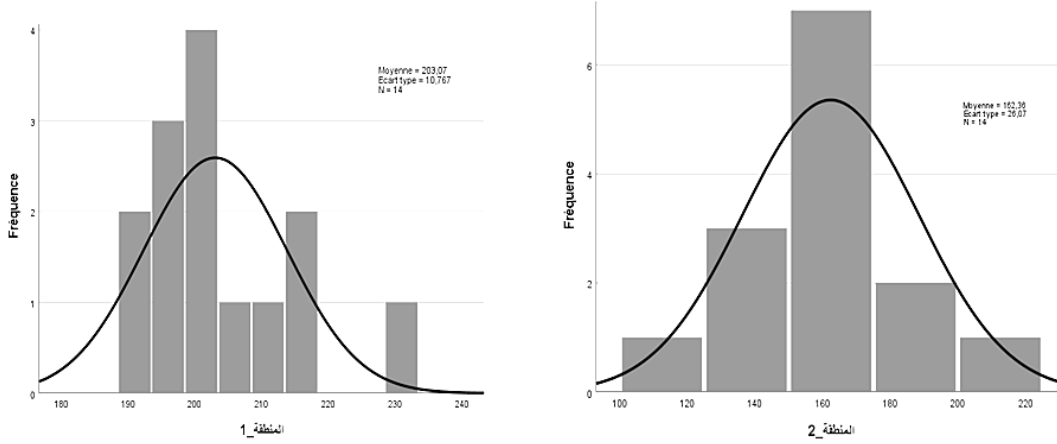 4
3
2
1
0
Fréquence
Moyenne = 203,07
Ecart type = 10,767
N = 14
180 190 200 210 220 230 240
المنطقة_1
6
4
2
0
Fréquence
Moyenne = 162,36
Ecart type = 26,07
N = 14
100 120 140 160 180 200 220
المنطقة_2